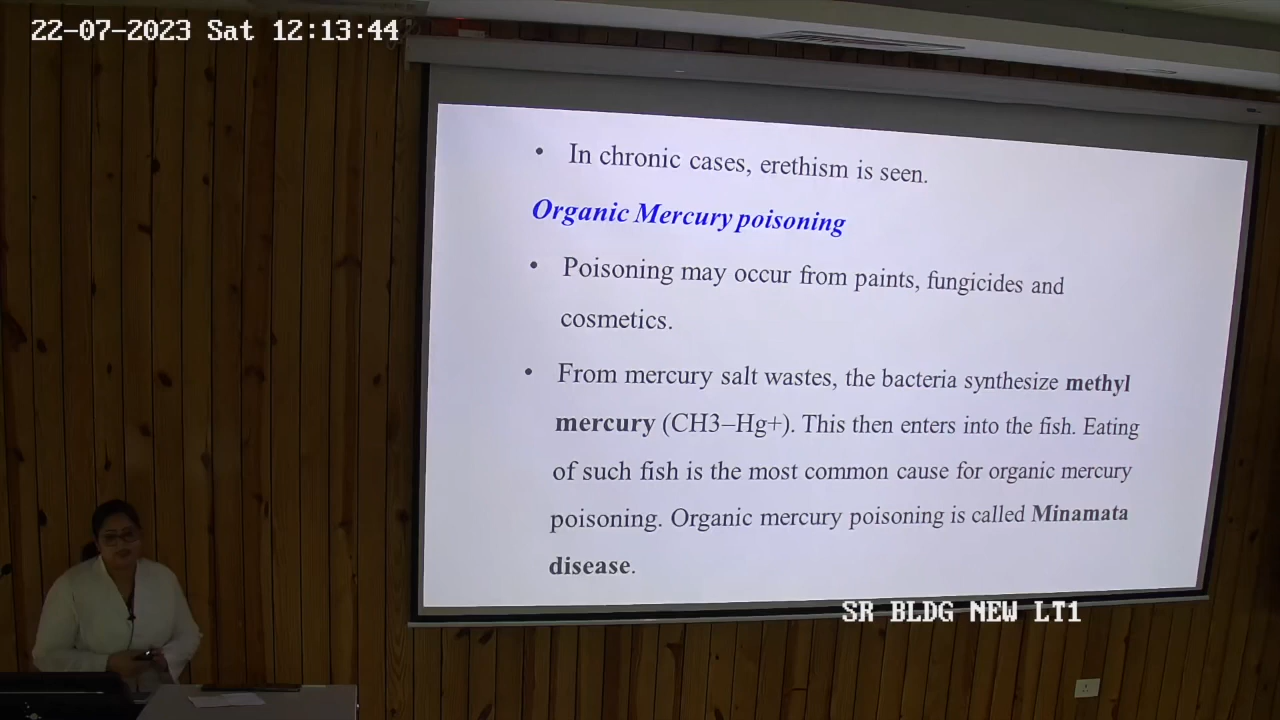 22-07-2023 Sat 12:13:44
• In chronic cases, erethism is seen.
Organic Mercury poisoning
• Poisoning may occur from paints, fungicides and
cosmetics.
• From mercury salt wastes, the bacteria synthesize methyl
mercury (CH3–Hg+). This then enters into the fish. Eating
of such fish is the most common cause for organic mercury
poisoning. Organic mercury poisoning is called Minamata
disease.
SR BLDG NEW LT1